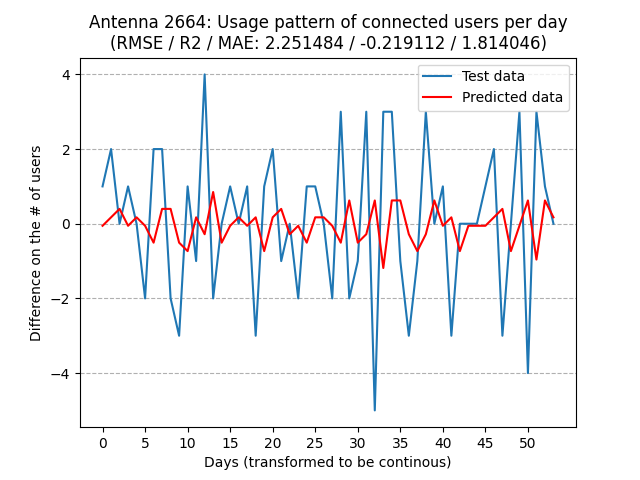 Antenna 2664: Usage pattern of connected users per day
(RMSE / R2 / MAE: 2.251484 / -0.219112 / 1.814046)
Test data
Predicted data
Difference on the # of users
4
2
0
−2
−4
0 5 10 15 20 25 30 35 40 45 50
Days (transformed to be continous)